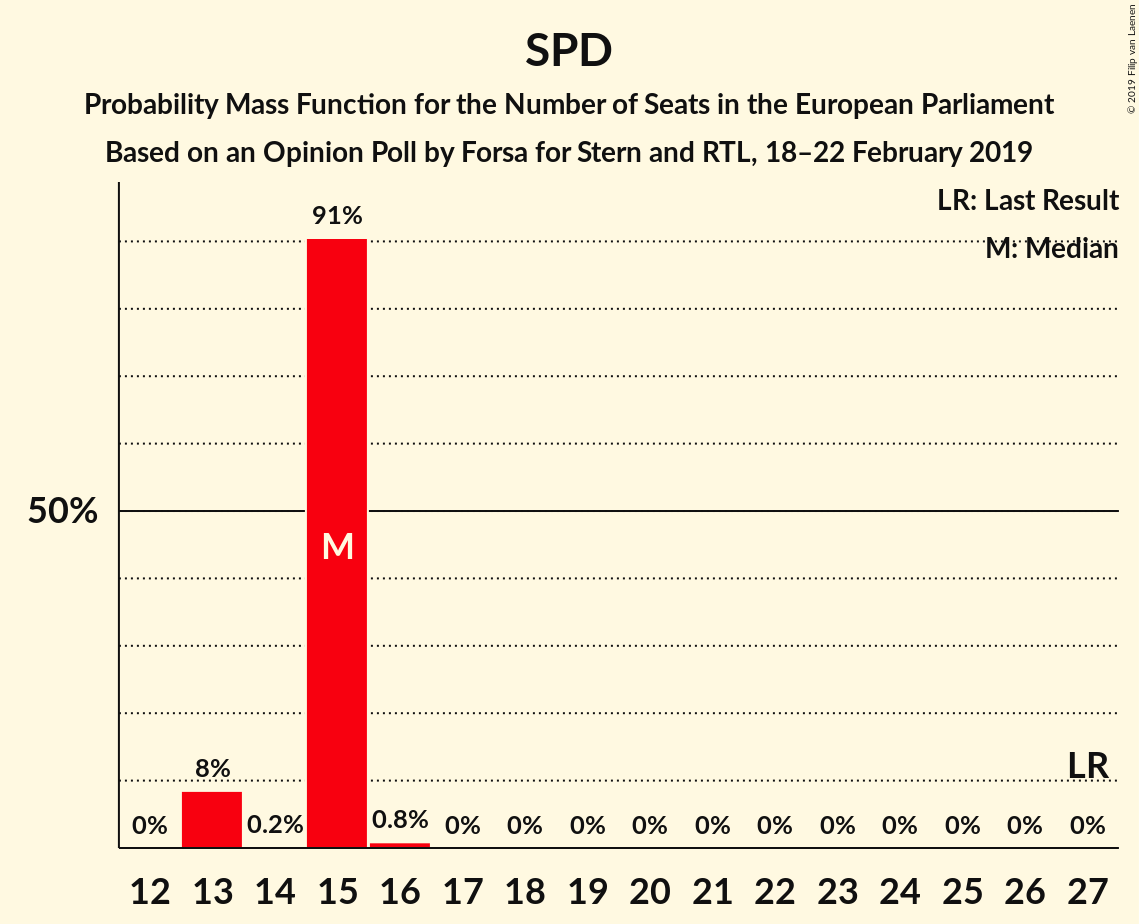 SPD
Probability Mass Function for the Number of Seats in the European Parliament
Based on an Opinion Poll by Forsa for Stern and RTL, 18–22 February 2019
© 2019 Filip van Laenen
LR: Last Result
M: Median
91%
50%
M
8%
LR
0% 0.2% 0.8% 0% 0% 0% 0% 0% 0% 0% 0% 0% 0% 0%
12 13 14 15 16 17 18 19 20 21 22 23 24 25 26 27